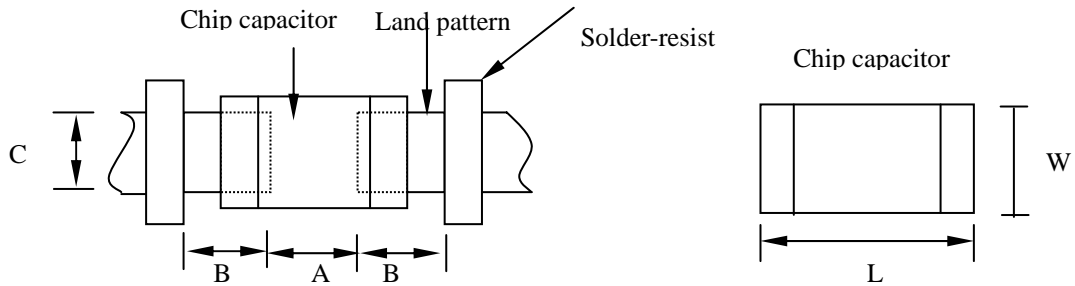 Chip capacitor
Land pattern
Solder-resist
Chip capacitor
C
W
B
A
B
L